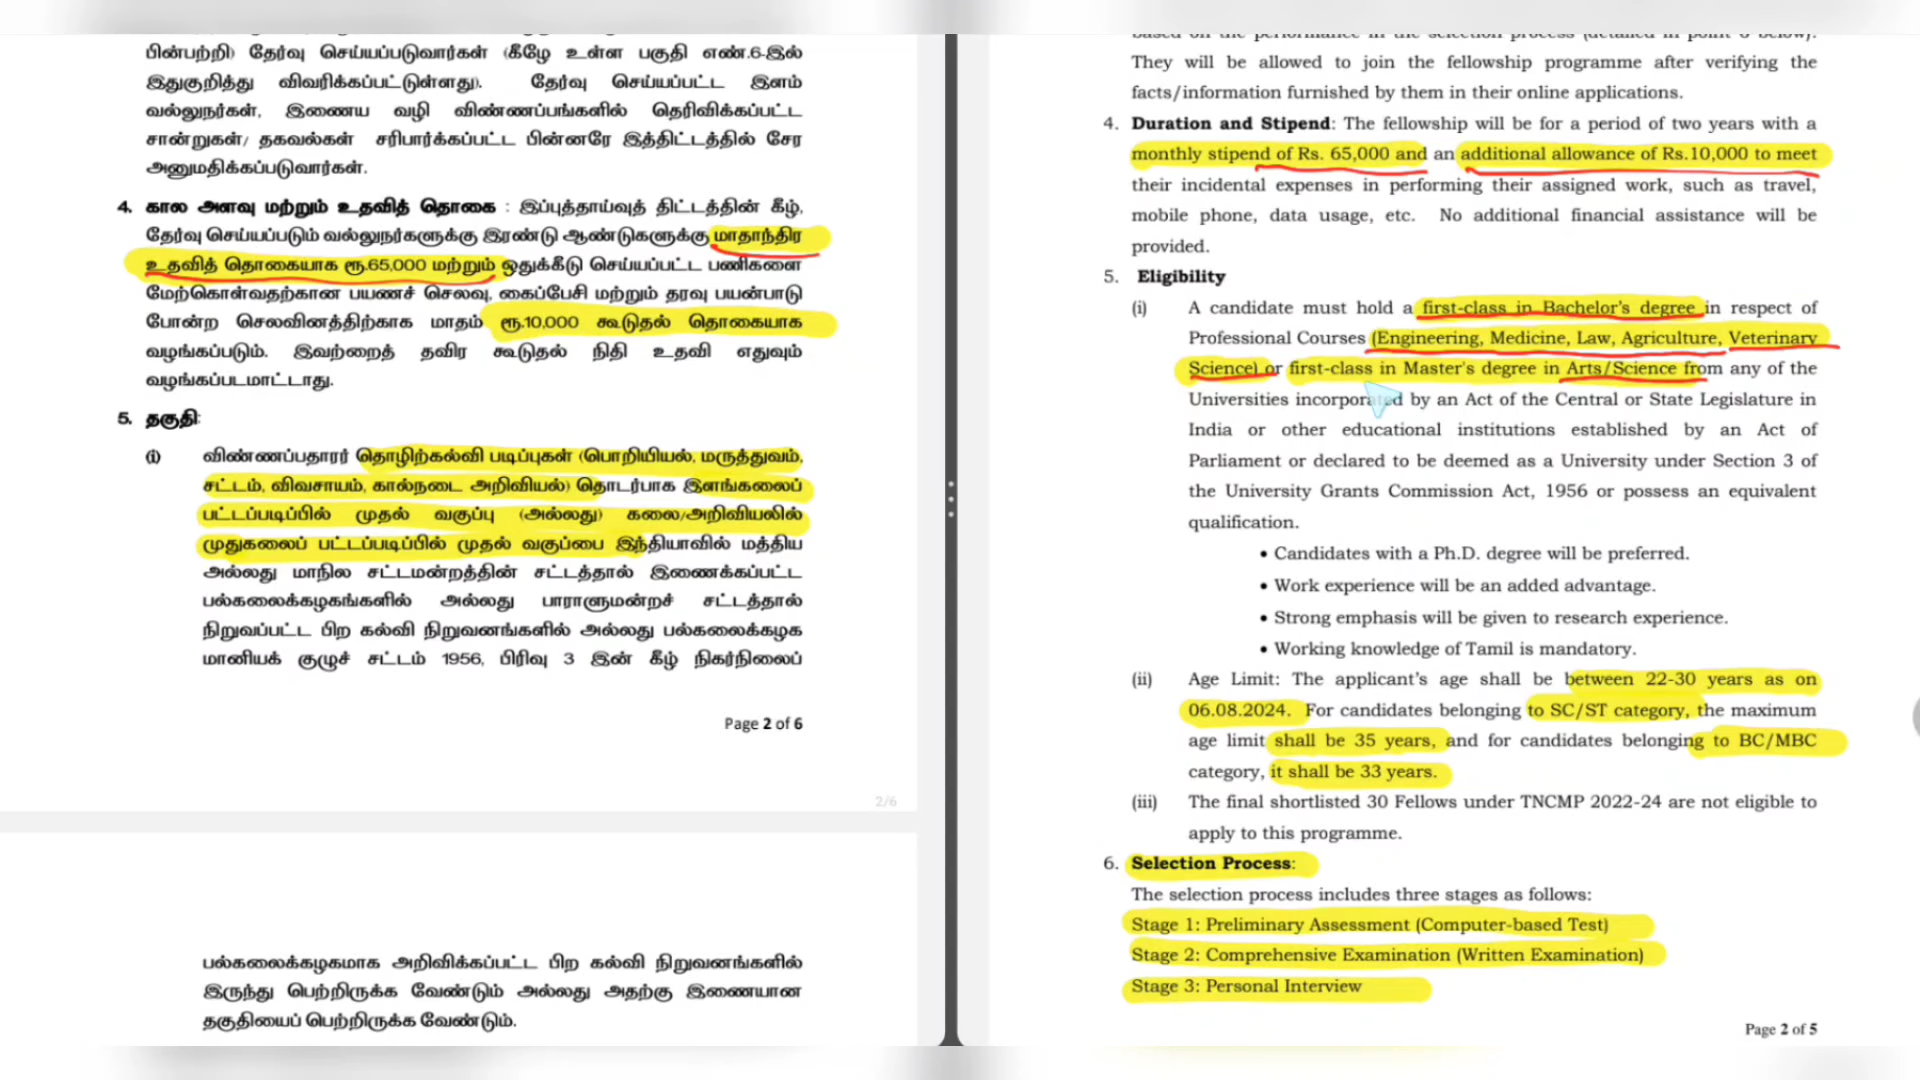 பின்பற்றி) தேர்வு செய்யப்படுவார்கள் (கீழே உள்ள பகுதி எண்.6-இல்
இதுகுறித்து விவரிக்கப்பட்டுள்ளது). தேர்வு செய்யப்பட்ட இளம்
வல்லுநர்கள், இணைய வழி விண்ணப்பங்களில் தெரிவிக்கப்பட்ட
சான்றுகள்/ தகவல்கள் சரிபார்க்கப்பட்ட பின்னரே இத்திட்டத்தில் சேர
அனுமதிக்கப்படுவார்கள்.
4. கால அளவு மற்றும் உதவித் தொகை : இப்புத்தாய்வுத் திட்டத்தின் கீழ்,
தேர்வு செய்யப்படும் வல்லுநர்களுக்கு இரண்டு ஆண்டுகளுக்கு மாதாந்திர
உதவித் தொகையாக ரூ.65,000 மற்றும் ஒதுக்கீடு செய்யப்பட்ட பணிகளை
மேற்கொள்வதற்கான பயணச் செலவு, கைப்பேசி மற்றும் தரவு பயன்பாடு
போன்ற செலவினத்திற்காக மாதம் ரூ.10,000 கூடுதல் தொகையாக
வழங்கப்படும். இவற்றைத் தவிர கூடுதல் நிதி உதவி எதுவும்
வழங்கப்படமாட்டாது.
5. தகுதி:
(i) விண்ணப்பதாரர் தொழிற்கல்வி படிப்புகள் (பொறியியல், மருத்துவம்,
சட்டம், விவசாயம், கால்நடை அறிவியல்) தொடர்பாக இளங்கலைப்
பட்டப்படிப்பில் முதல் வகுப்பு (அல்லது) கலை/அறிவியலில்
முதுகலைப் பட்டப்படிப்பில் முதல் வகுப்பை இந்தியாவில் மத்திய
அல்லது மாநில சட்டமன்றத்தின் சட்டத்தால் இணைக்கப்பட்ட
பல்கலைக்கழகங்களில் அல்லது பாராளுமன்றச் சட்டத்தால்
நிறுவப்பட்ட பிற கல்வி நிறுவனங்களில் அல்லது பல்கலைக்கழக
மானியக் குழுச் சட்டம் 1956, பிரிவு 3 இன் கீழ் நிகர்நிலைப்
Page 2 of 6
2/6
பல்கலைக்கழகமாக அறிவிக்கப்பட்ட பிற கல்வி நிறுவனங்களில்
இருந்து பெற்றிருக்க வேண்டும் அல்லது அதற்கு இணையான
தகுதியைப் பெற்றிருக்க வேண்டும்.
based on the performance in the selection process (detailed in point 6 below).
They will be allowed to join the fellowship programme after verifying the
facts/information furnished by them in their online applications.
4. Duration and Stipend: The fellowship will be for a period of two years with a
monthly stipend of Rs. 65,000 and an additional allowance of Rs.10,000 to meet
their incidental expenses in performing their assigned work, such as travel,
mobile phone, data usage, etc. No additional financial assistance will be
provided.
5. Eligibility
(i) A candidate must hold a first-class in Bachelor's degree in respect of
Professional Courses (Engineering, Medicine, Law, Agriculture, Veterinary
Science) or first-class in Master's degree in Arts/Science from any of the
Universities incorporated by an Act of the Central or State Legislature in
India or other educational institutions established by an Act of
Parliament or declared to be deemed as a University under Section 3 of
the University Grants Commission Act, 1956 or possess an equivalent
qualification.
• Candidates with a Ph.D. degree will be preferred.
• Work experience will be an added advantage.
• Strong emphasis will be given to research experience.
• Working knowledge of Tamil is mandatory.
(ii) Age Limit: The applicant's age shall be between 22-30 years as on
06.08.2024. For candidates belonging to SC/ST category, the maximum
age limit shall be 35 years, and for candidates belonging to BC/MBC
category, it shall be 33 years.
(iii) The final shortlisted 30 Fellows under TNCMP 2022-24 are not eligible to
apply to this programme.
6. Selection Process:
The selection process includes three stages as follows:
Stage 1: Preliminary Assessment (Computer-based Test)
Stage 2: Comprehensive Examination (Written Examination)
Stage 3: Personal Interview
Page 2 of 5